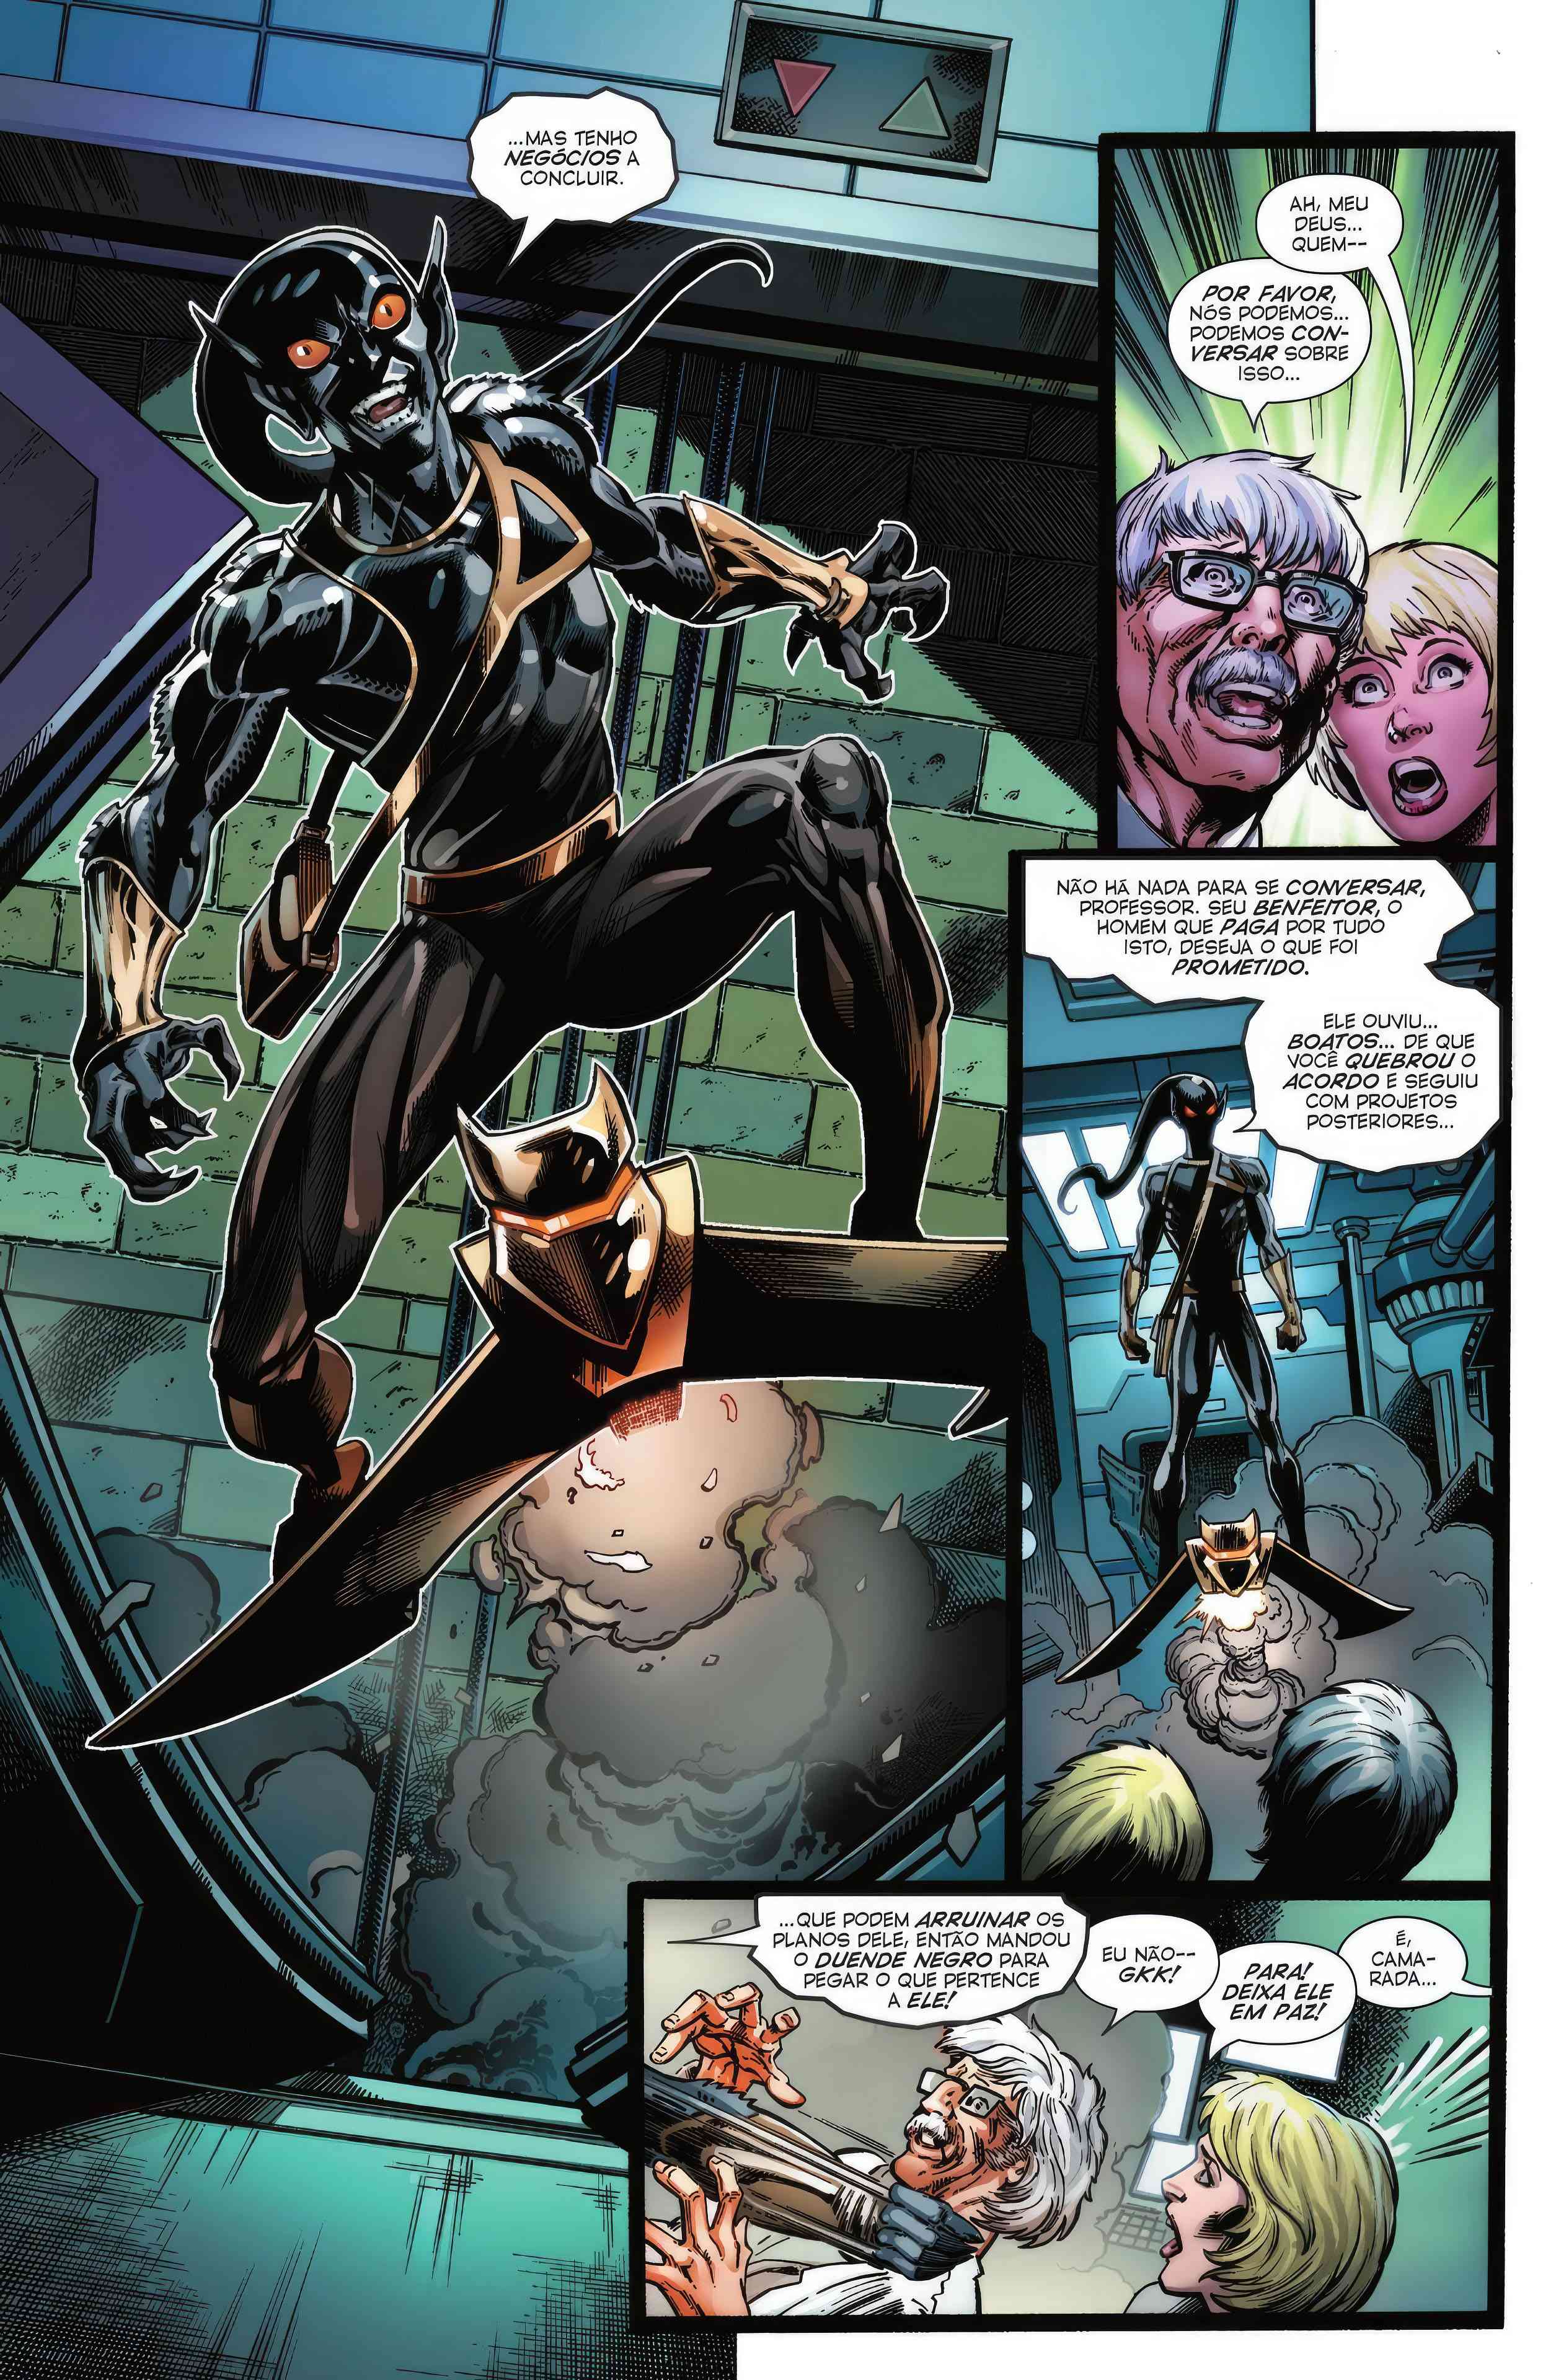 ...MAS TENHO
NEGÓCIOS A
CONCLUIR.
AH, MEU
DEUS...
QUEM--
POR FAVOR,
NÓS PODEMOS...
PODEMOS CON-
VERSAR SOBRE
ISSO...
NÃO HÁ NADA PARA SE CONVERSAR,
PROFESSOR. SEU BENFEITOR, O
HOMEM QUE PAGA POR TUDO
ISTO, DESEJA O QUE FOI
PROMETIDO.
ELE OUVIU...
BOATOS... DE QUE
VOCÊ QUEBROU O
ACORDO E SEGUIU
COM PROJETOS
POSTERIORES...
...QUE PODEM ARRUINAR OS
PLANOS DELE, ENTÃO MANDOU
O DUENDE NEGRO PARA
PEGAR O QUE PERTENCE
A ELE!
EU NÃO--
GKK!
PARA!
DEIXA ELE
EM PAZ!
É,
CAMA-
RADA...